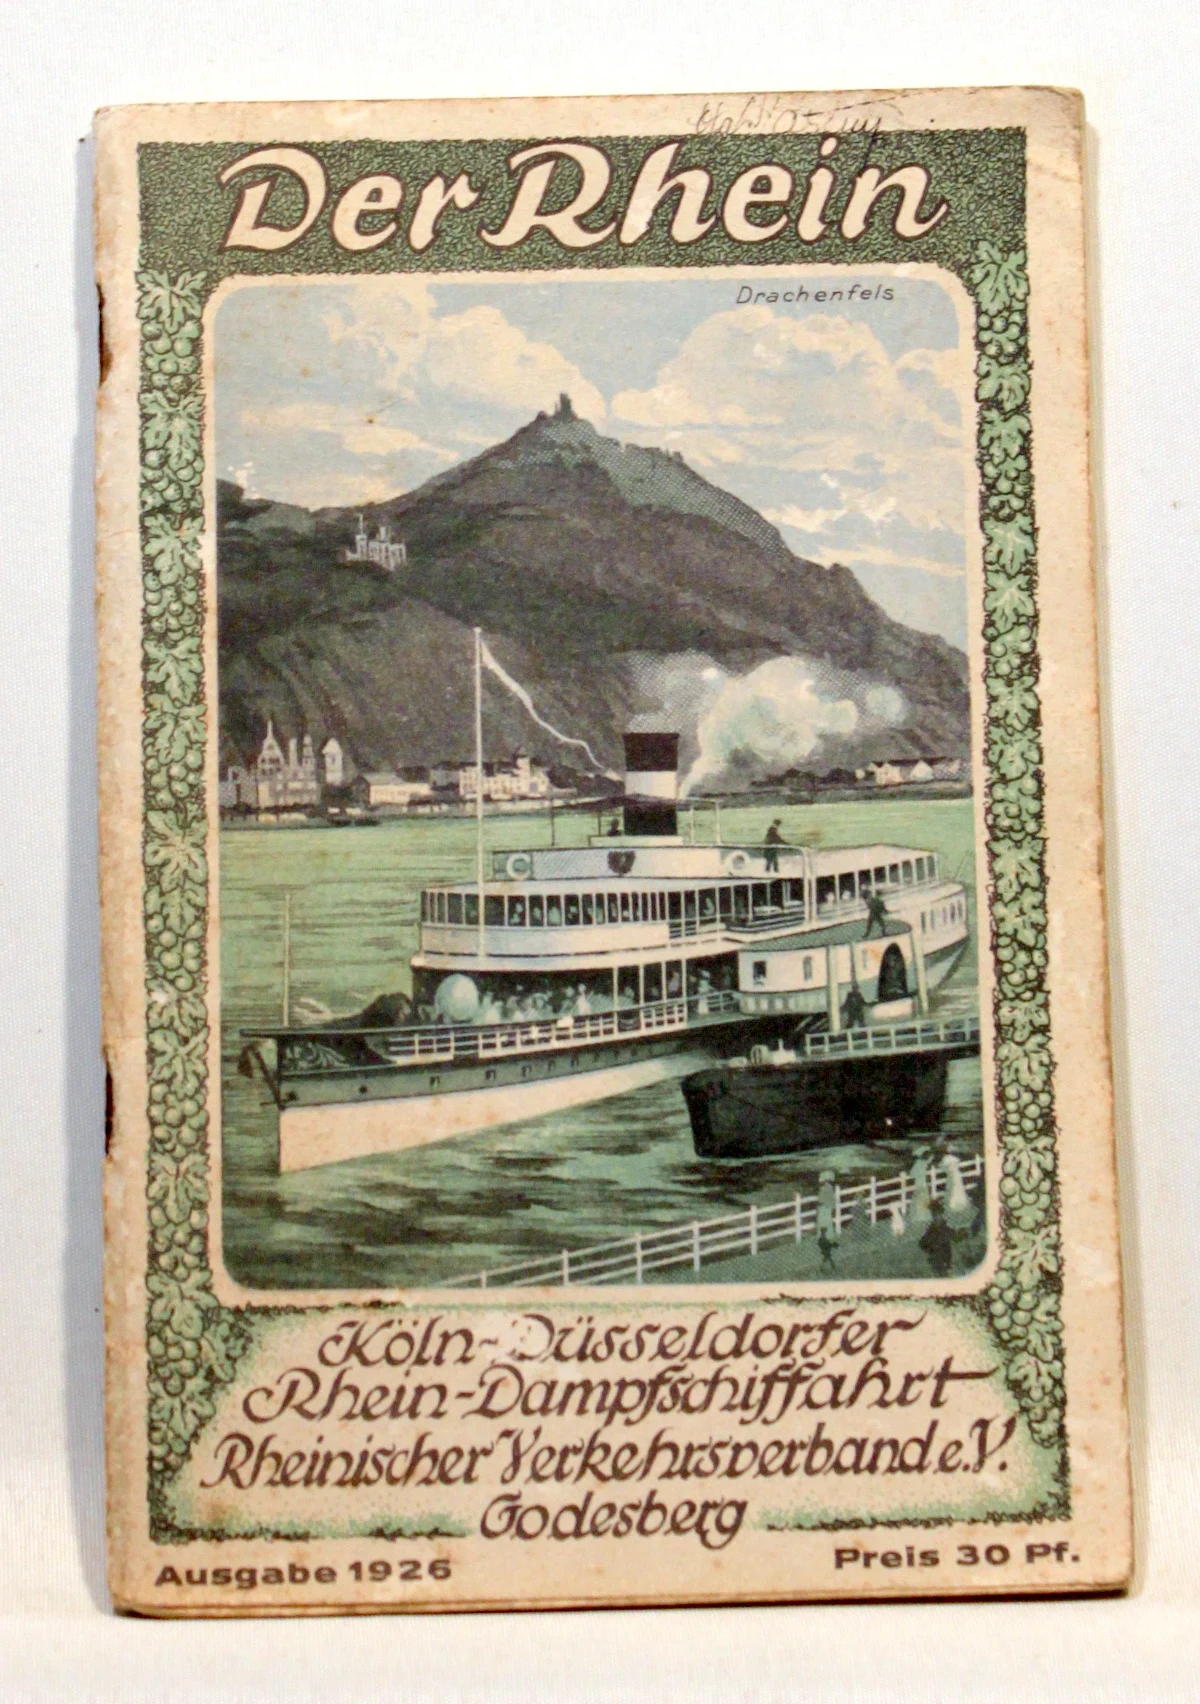 Der Rhein
Drachenfels
Köln-Düsseldorfer
Rhein-Dampfschiffahrt
Rheinischer Verkehrsverband e.V.
Godesberg
Ausgabe 1926
Preis 30 Pf.